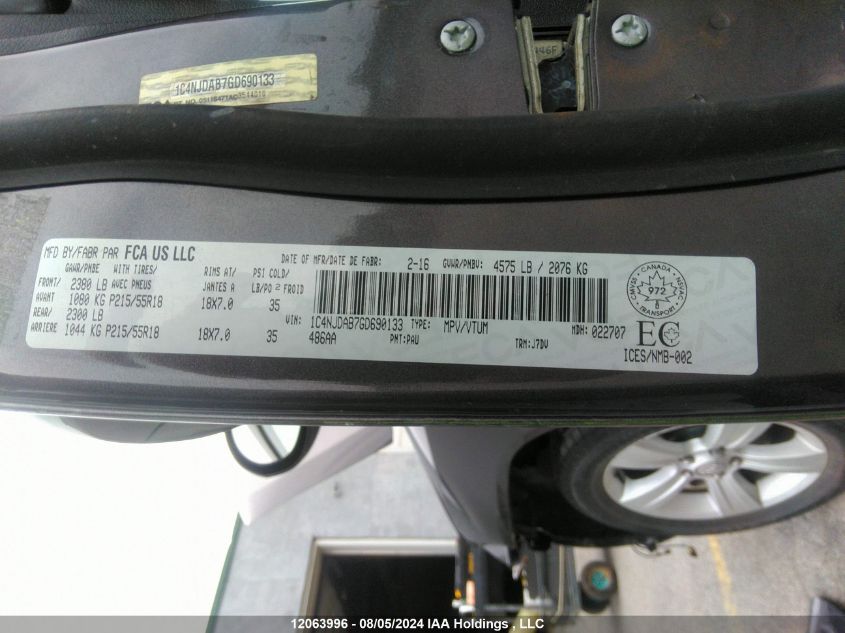 1C4NJDAB7GD690133
946F
MFD BY/FABR PAR FCA US LLC
DATE OF MFR/DATE DE FABR: 2-16 GVWR/PNBV: 4575 LB / 2076 KG
GAWR/PNBE WITH TIRES/ RIMS AT/ PSI COLD/
FRONT/ 2380 LB AVEC PNEUS JANTES A LB/PO² FROID
AVANT 1080 KG P215/55R18 18X7.0 35
REAR/ 2300 LB
ARRIERE 1044 KG P215/55R18 18X7.0 35
VIN: 1C4NJDAB7GD690133 TYPE: MPV/VTUM MDH: 022707
486AA PNT: PAU TRM: J7DV
CANADA
CMVSS NSVAC
972
TRANSPORT
EC
ICES/NMB-002
12063996 - 08/05/2024 IAA Holdings , LLC